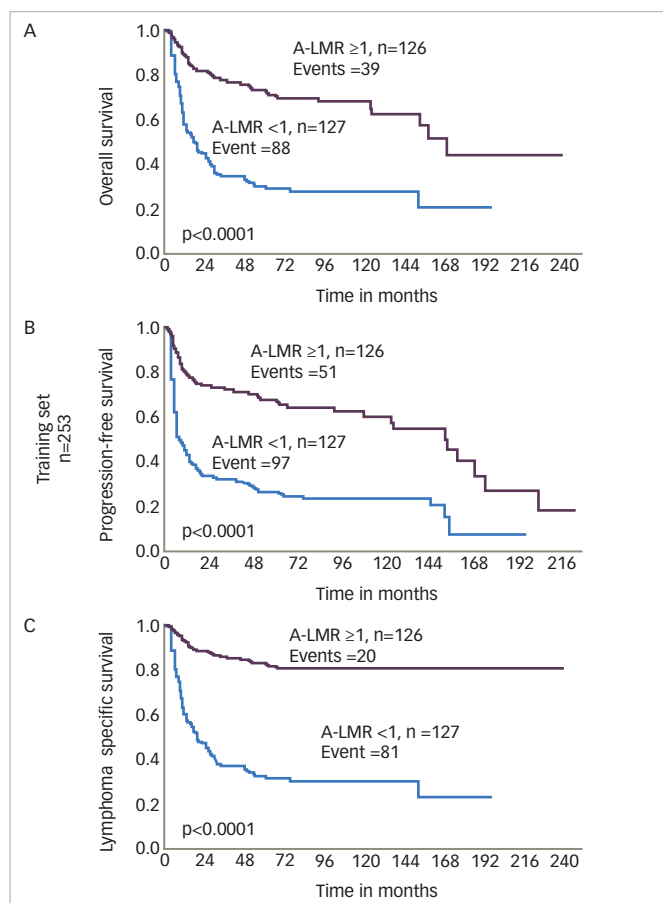 A
Overall survival
1.0
0.8
0.6
0.4
0.2
0.0
A-LMR ≥1, n=126
Events =39
A-LMR <1, n=127
Event =88
p<0.0001
0 24 48 72 96 120 144 168 192 216 240
Time in months
Training set
n=253
B
Progression-free survival
1.0
0.8
0.6
0.4
0.2
0.0
A-LMR ≥1, n=126
Events =51
A-LMR <1, n=127
Event =97
p<0.0001
0 24 48 72 96 120 144 168 192 216
Time in months
C
Lymphoma specific survival
1.0
0.8
0.6
0.4
0.2
0.0
A-LMR ≥1, n=126
Events =20
A-LMR <1, n =127
Event =81
p<0.0001
0 24 48 72 96 120 144 168 192 216 240
Time in months